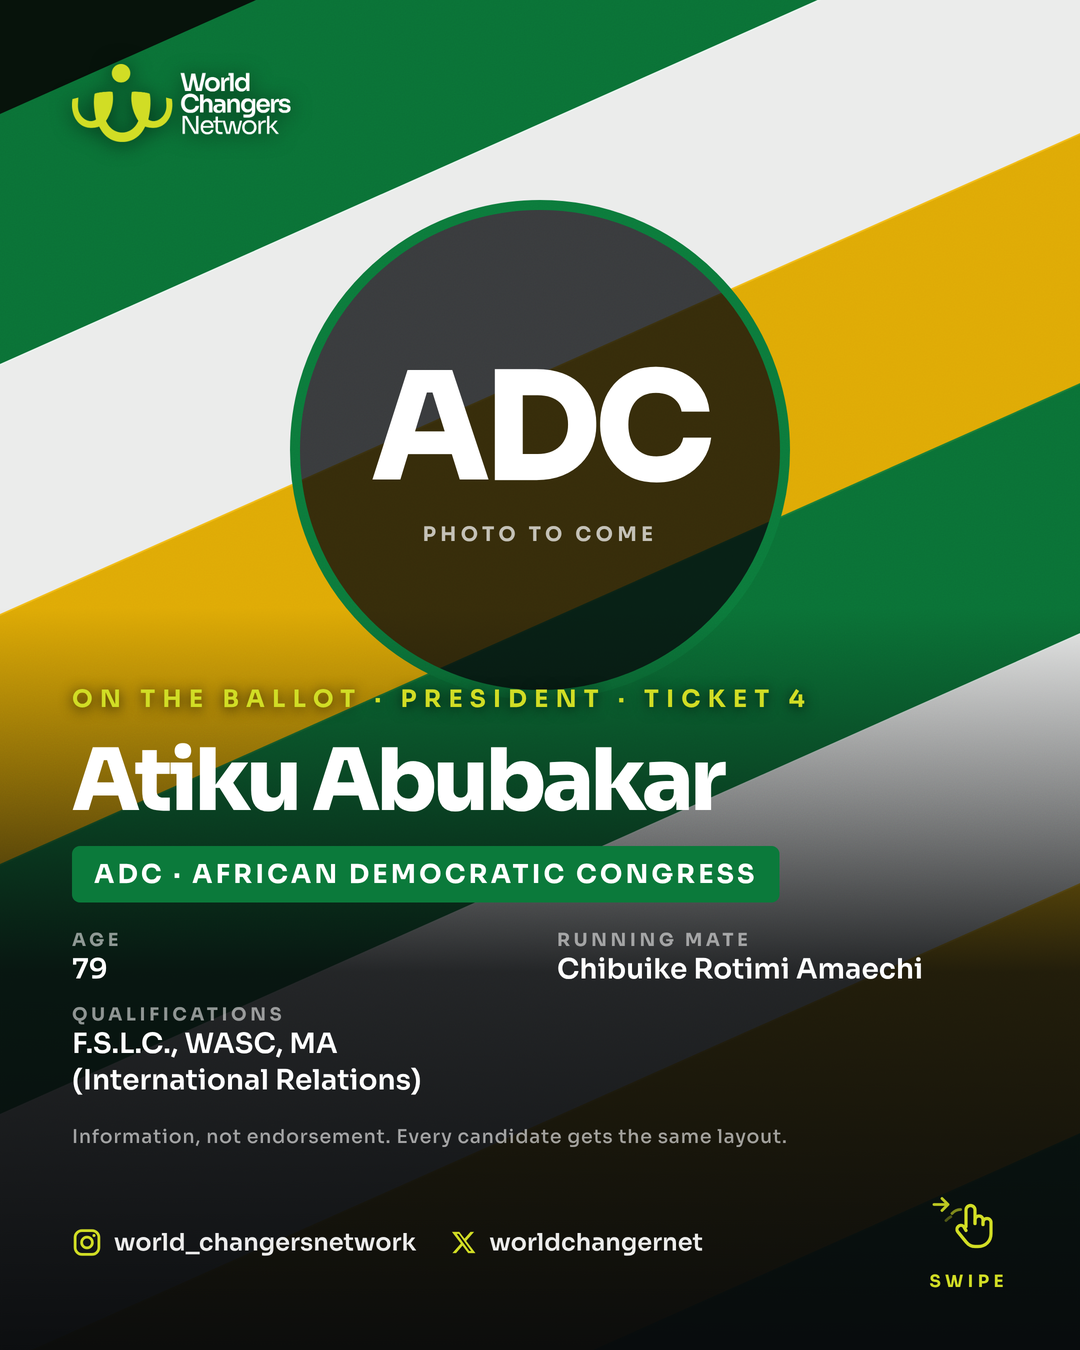 World
Changers
Network
ADC
PHOTO TO COME
ON THE BALLOT · PRESIDENT · TICKET 4
Atiku Abubakar
ADC · AFRICAN DEMOCRATIC CONGRESS
AGE
79
RUNNING MATE
Chibuike Rotimi Amaechi
QUALIFICATIONS
F.S.L.C., WASC, MA
(International Relations)
Information, not endorsement. Every candidate gets the same layout.
world_changersnetwork
worldchangernet
SWIPE